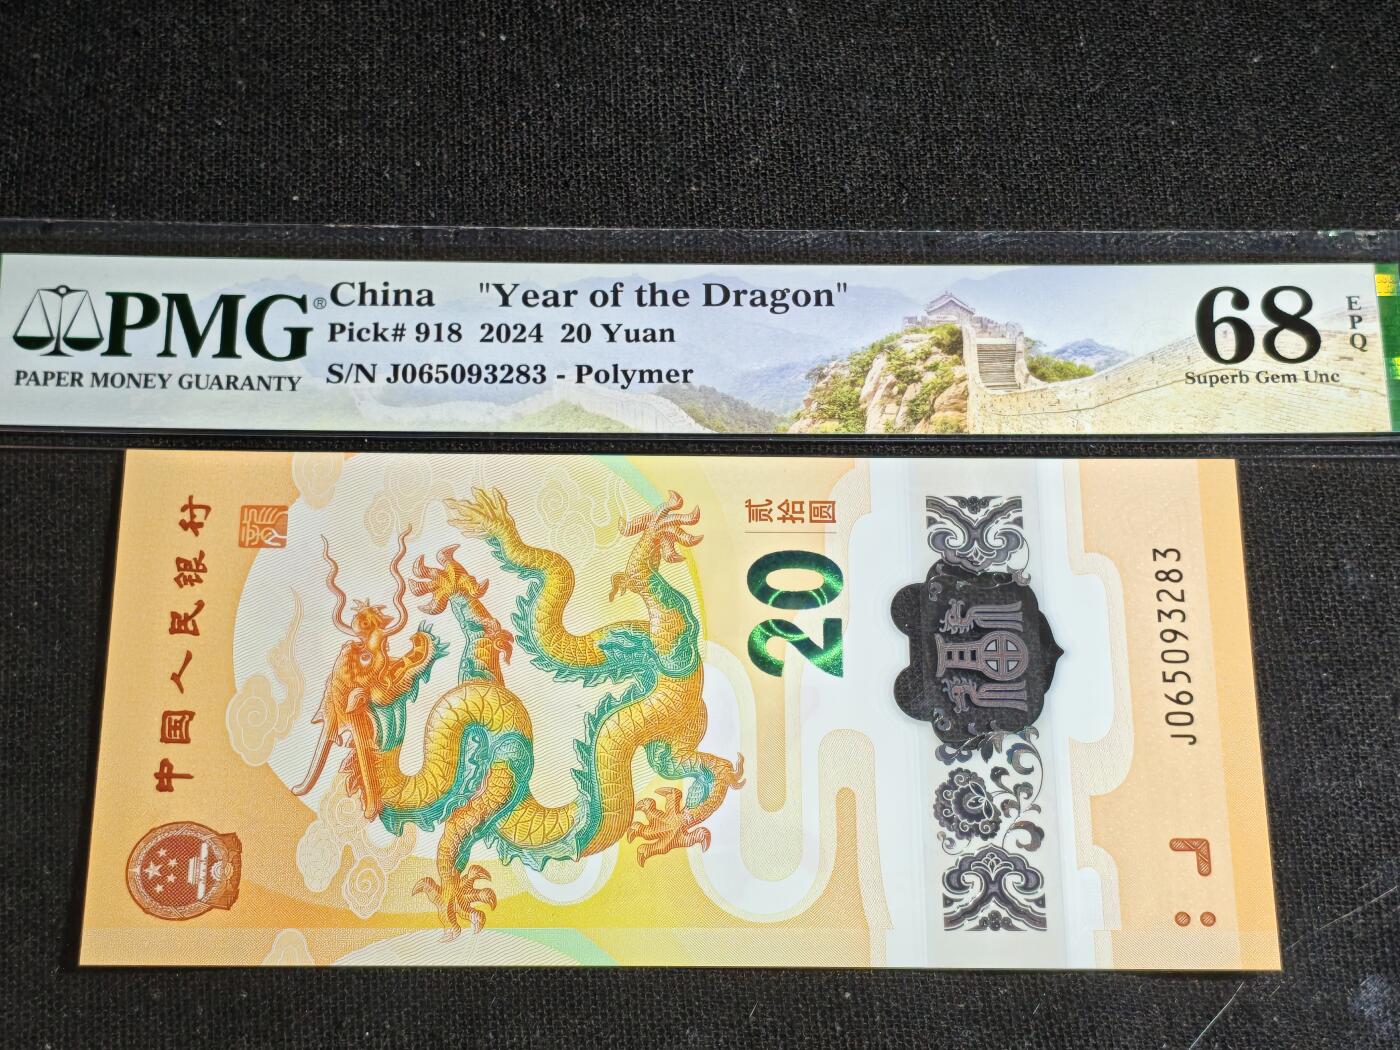 PMG®
PAPER MONEY GUARANTY
China "Year of the Dragon"
Pick# 918 2024 20 Yuan
S/N J065093283 - Polymer
68
EPQ
Superb Gem Unc
中国人民银行
贰拾圆
20
J065093283